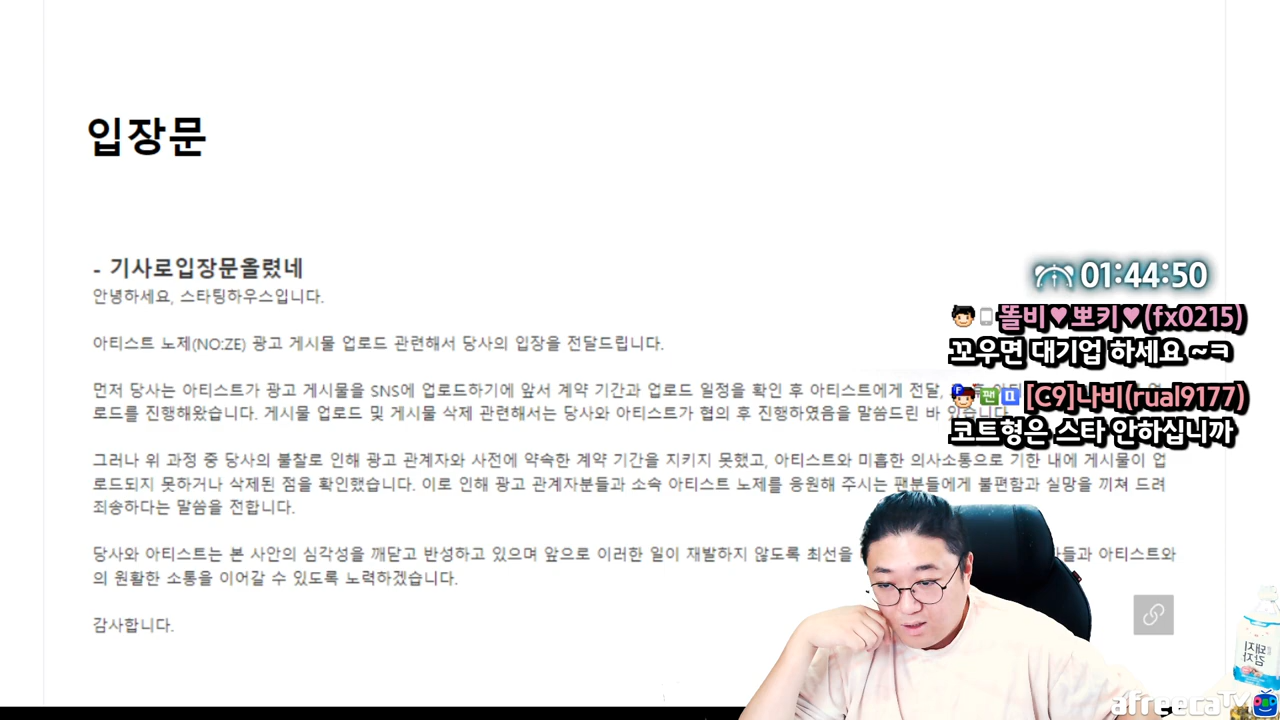 입장문
- 기사로입장문올렸네
안녕하세요, 스타팅하우스입니다.
아티스트 노제(NO:ZE) 광고 게시물 업로드 관련해서 당사의 입장을 전달드립니다.
먼저 당사는 아티스트가 광고 게시물을 SNS에 업로드하기에 앞서 계약 기간과 업로드 일정을 확인 후 아티스트에게 전달,
로드를 진행해왔습니다. 게시물 업로드 및 게시물 삭제 관련해서는 당사와 아티스트가 협의 후 진행하였음을 말씀드린 바 있습니다.
그러나 위 과정 중 당사의 불찰로 인해 광고 관계자와 사전에 약속한 계약 기간을 지키지 못했고, 아티스트와 미흡한 의사소통으로 기한 내에 게시물이 업
로드되지 못하거나 삭제된 점을 확인했습니다. 이로 인해 광고 관계자분들과 소속 아티스트 노제를 응원해 주시는 팬분들에게 불편함과 실망을 끼쳐 드려
죄송하다는 말씀을 전합니다.
당사와 아티스트는 본 사안의 심각성을 깨닫고 반성하고 있으며 앞으로 이러한 일이 재발하지 않도록 최선을 자들과 아티스트와
의 원활한 소통을 이어갈 수 있도록 노력하겠습니다.
감사합니다.
01:44:50
똘비♥뽀키♥(fx0215)
꼬우면 대기업 하세요 ~ㅋ
F 팬 [C9]나비(rual9177)
코트형은 스타 안하십니까
돼지
감자
afreecaTV